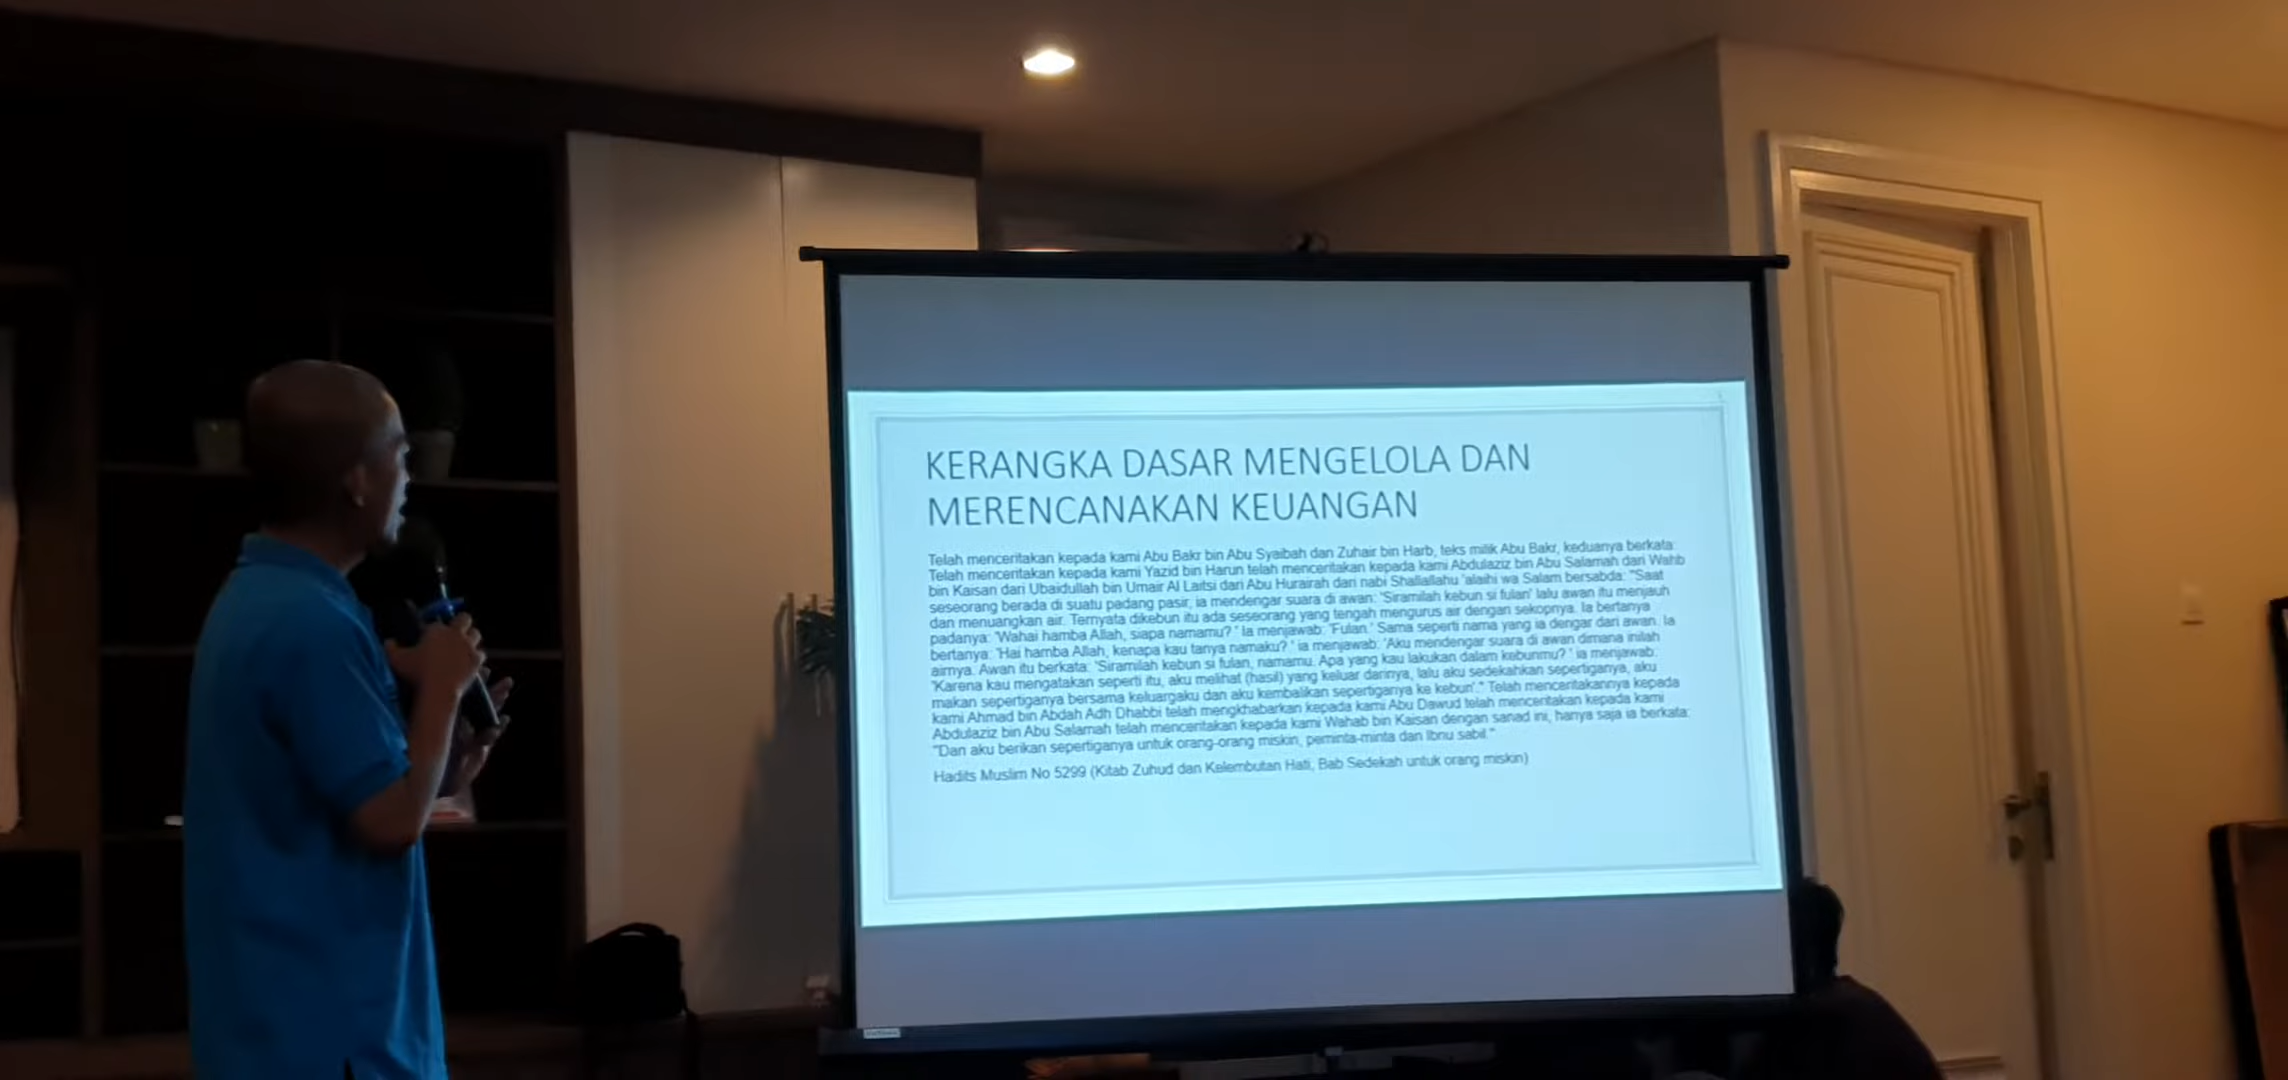 KERANGKA DASAR MENGELOLA DAN
MERENCANAKAN KEUANGAN
Telah menceritakan kepada kami Abu Bakr bin Abu Syaibah dan Zuhair bin Harb, teks milik Abu Bakr, keduanya berkata:
Telah menceritakan kepada kami Yazid bin Harun telah menceritakan kepada kami Abdulaziz bin Abu Salamah dari Wahb
bin Kaisan dari Ubaidullah bin Umair Al Laitsi dari Abu Hurairah dari nabi Shallallahu 'alaihi wa Salam bersabda: "Saat
seseorang berada di suatu padang pasir, ia mendengar suara di awan: 'Siramilah kebun si fulan' lalu awan itu menjauh
dan menuangkan air. Ternyata dikebun itu ada seseorang yang tengah mengurus air dengan sekopnya. Ia bertanya
padanya: 'Wahai hamba Allah, siapa namamu? ' Ia menjawab: 'Fulan.' Sama seperti nama yang ia dengar dari awan. Ia
bertanya: 'Hai hamba Allah, kenapa kau tanya namaku? ' ia menjawab: 'Aku mendengar suara di awan dimana inilah
airnya. Awan itu berkata: 'Siramilah kebun si fulan, namamu. Apa yang kau lakukan dalam kebunmu? ' ia menjawab:
'Karena kau mengatakan seperti itu, aku melihat (hasil) yang keluar darinya, lalu aku sedekahkan sepertiganya, aku
makan sepertiganya bersama keluargaku dan aku kembalikan sepertiganya ke kebun'." Telah menceritakannya kepada
kami Ahmad bin Abdah Adh Dhabbi telah mengkhabarkan kepada kami Abu Dawud telah menceritakan kepada kami
Abdulaziz bin Abu Salamah telah menceritakan kepada kami Wahab bin Kaisan dengan sanad ini, hanya saja ia berkata:
"Dan aku berikan sepertiganya untuk orang-orang miskin, peminta-minta dan Ibnu sabil."
Hadits Muslim No 5299 (Kitab Zuhud dan Kelembutan Hati, Bab Sedekah untuk orang miskin)